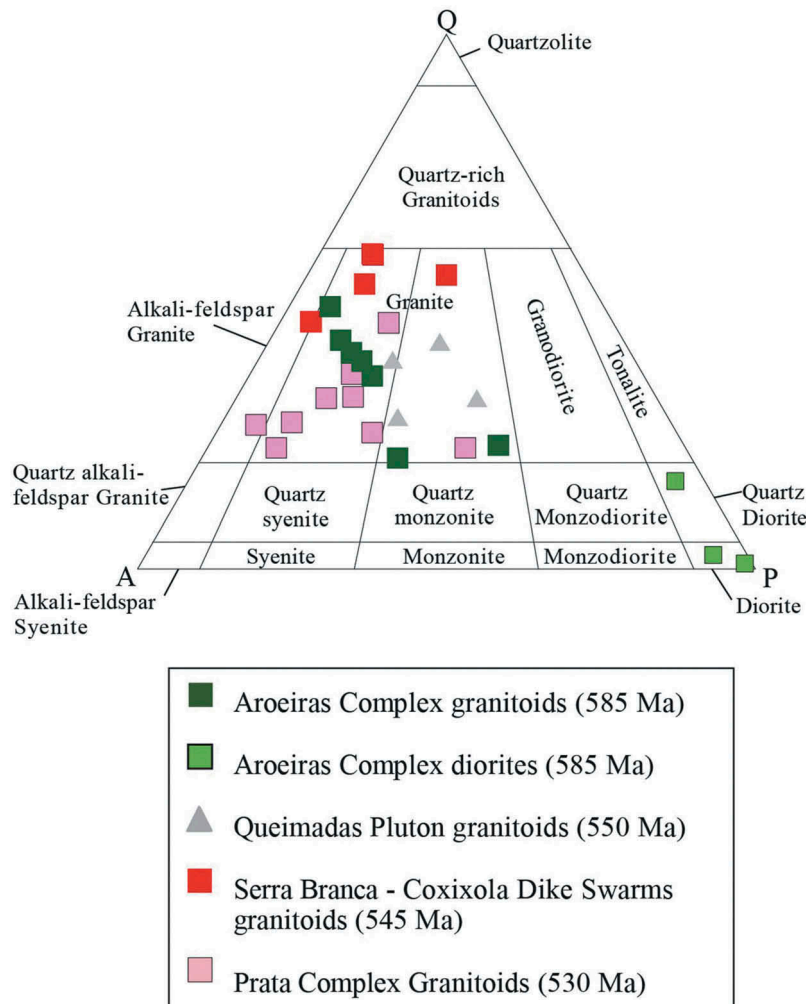 Q
Quartzolite
Quartz-rich
Granitoids
Granite
Alkali-feldspar
Granite
Granodiorite
Tonalite
Quartz alkali-
feldspar Granite
Quartz
syenite
Quartz
monzonite
Quartz
Monzodiorite
Quartz
Diorite
Syenite
Monzonite
Monzodiorite
A
P
Alkali-feldspar
Syenite
Diorite
Aroeiras Complex granitoids (585 Ma)
Aroeiras Complex diorites (585 Ma)
Queimadas Pluton granitoids (550 Ma)
Serra Branca - Coxixola Dike Swarms
granitoids (545 Ma)
Prata Complex Granitoids (530 Ma)